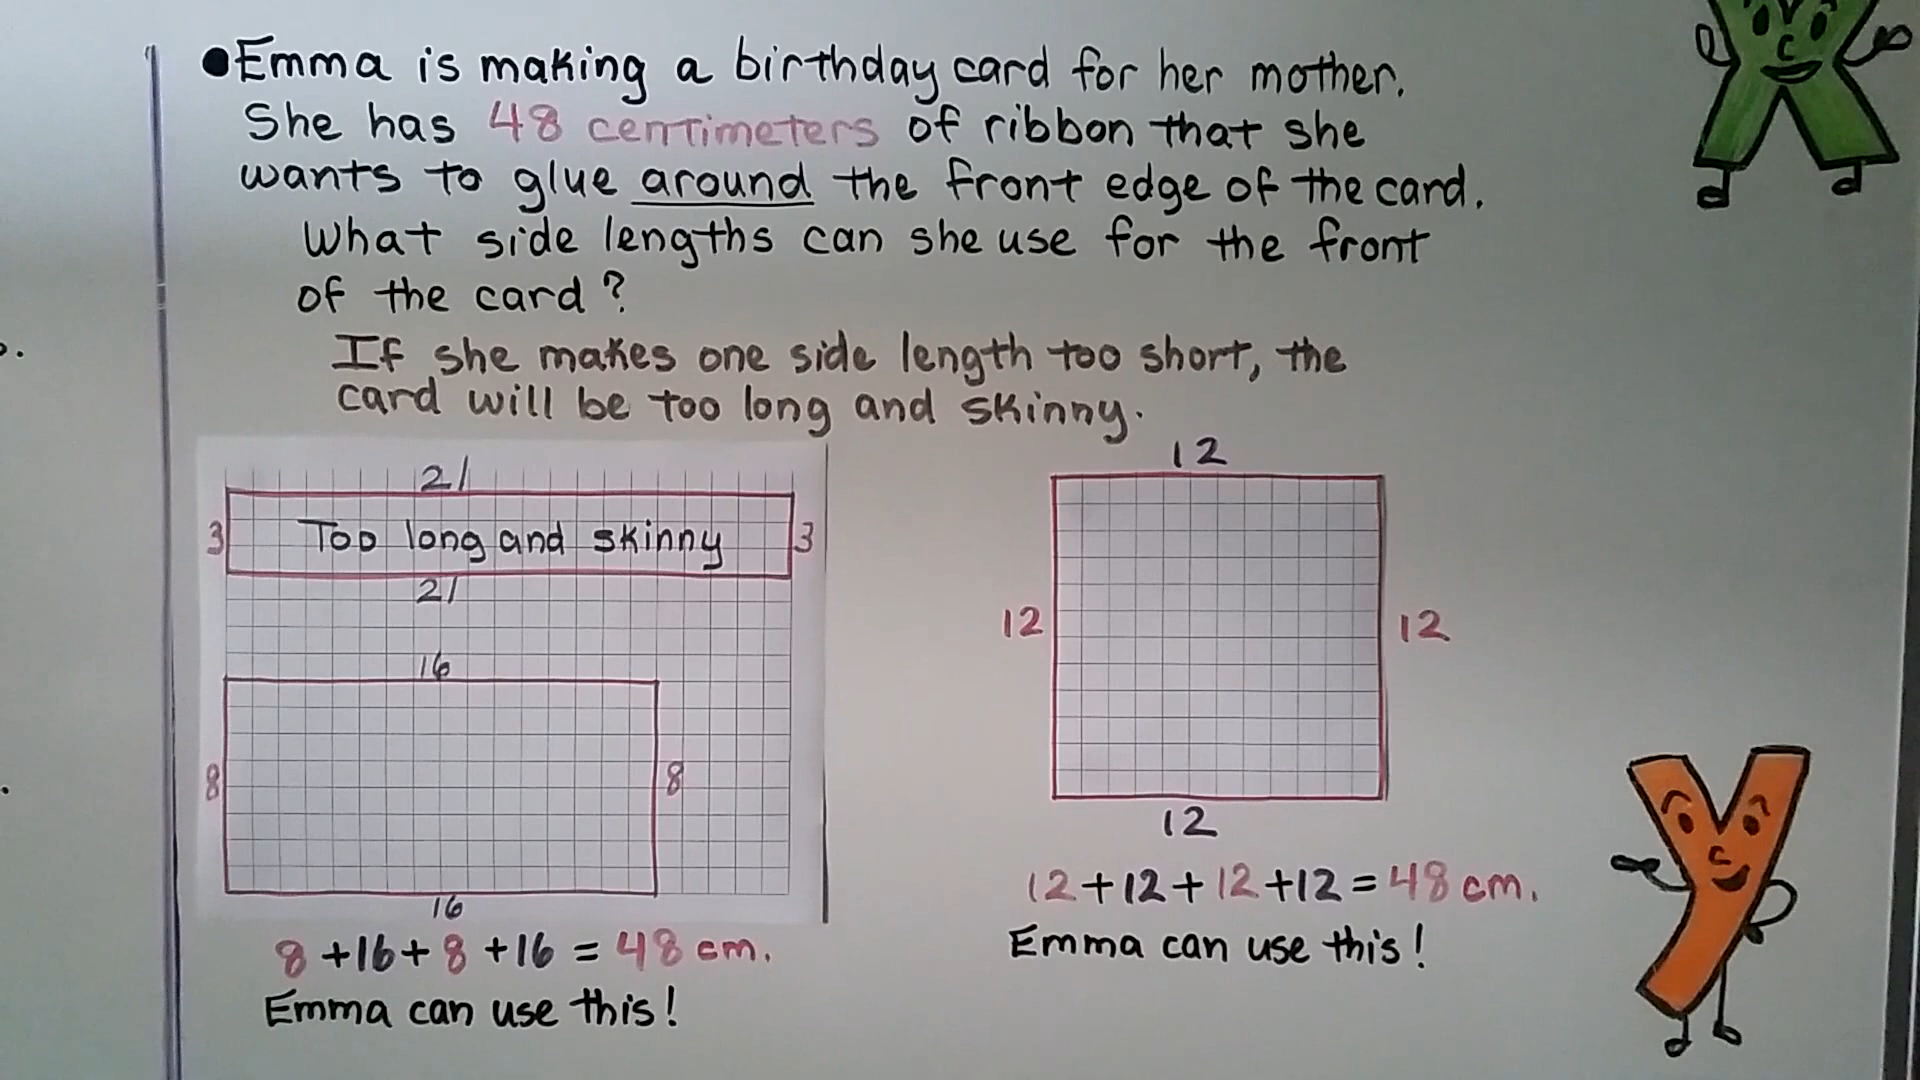 ●Emma is making a birthday card for her mother.
She has 48 centimeters of ribbon that she
wants to glue around the front edge of the card.
What side lengths can she use for the front
of the card?
If she makes one side length too short, the
card will be too long and skinny.
21
3 Too long and skinny 3
21
16
8 8
16
8+16+8+16=48 cm.
Emma can use this!
12
12 12
12
12+12+12+12=48 cm.
Emma can use this!